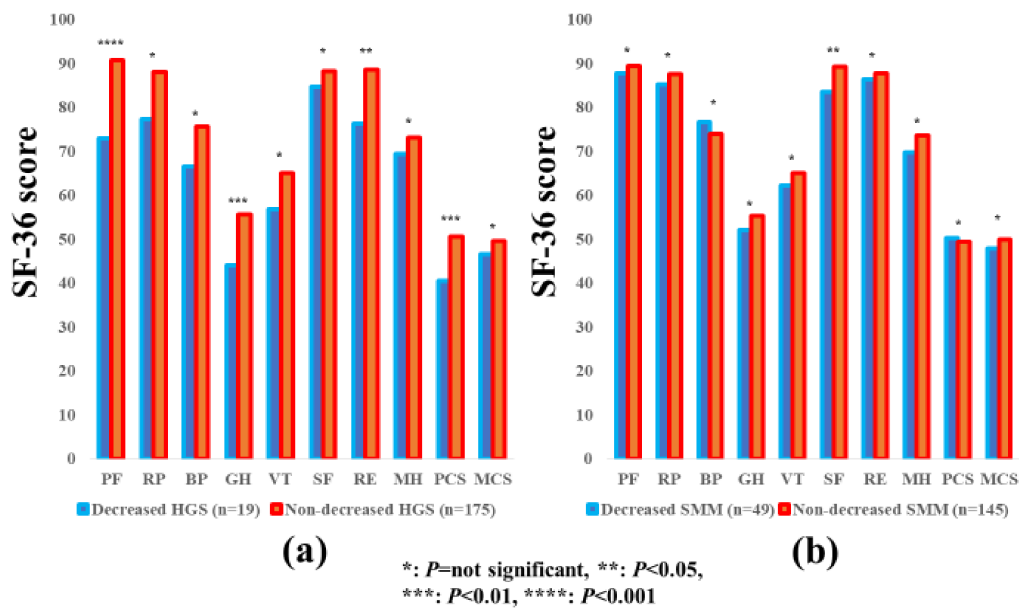 SF-36 score
100
90
80
70
60
50
40
30
20
10
0
**** * * *** * * ** * *** *
PF RP BP GH VT SF RE MH PCS MCS
Decreased HGS (n=19) Non-decreased HGS (n=175)
(a)
SF-36 score
100
90
80
70
60
50
40
30
20
10
0
* * * * * ** * * * *
PF RP BP GH VT SF RE MH PCS MCS
Decreased SMM (n=49) Non-decreased SMM (n=145)
(b)
*: P=not significant, **: P<0.05,
***: P<0.01, ****: P<0.001